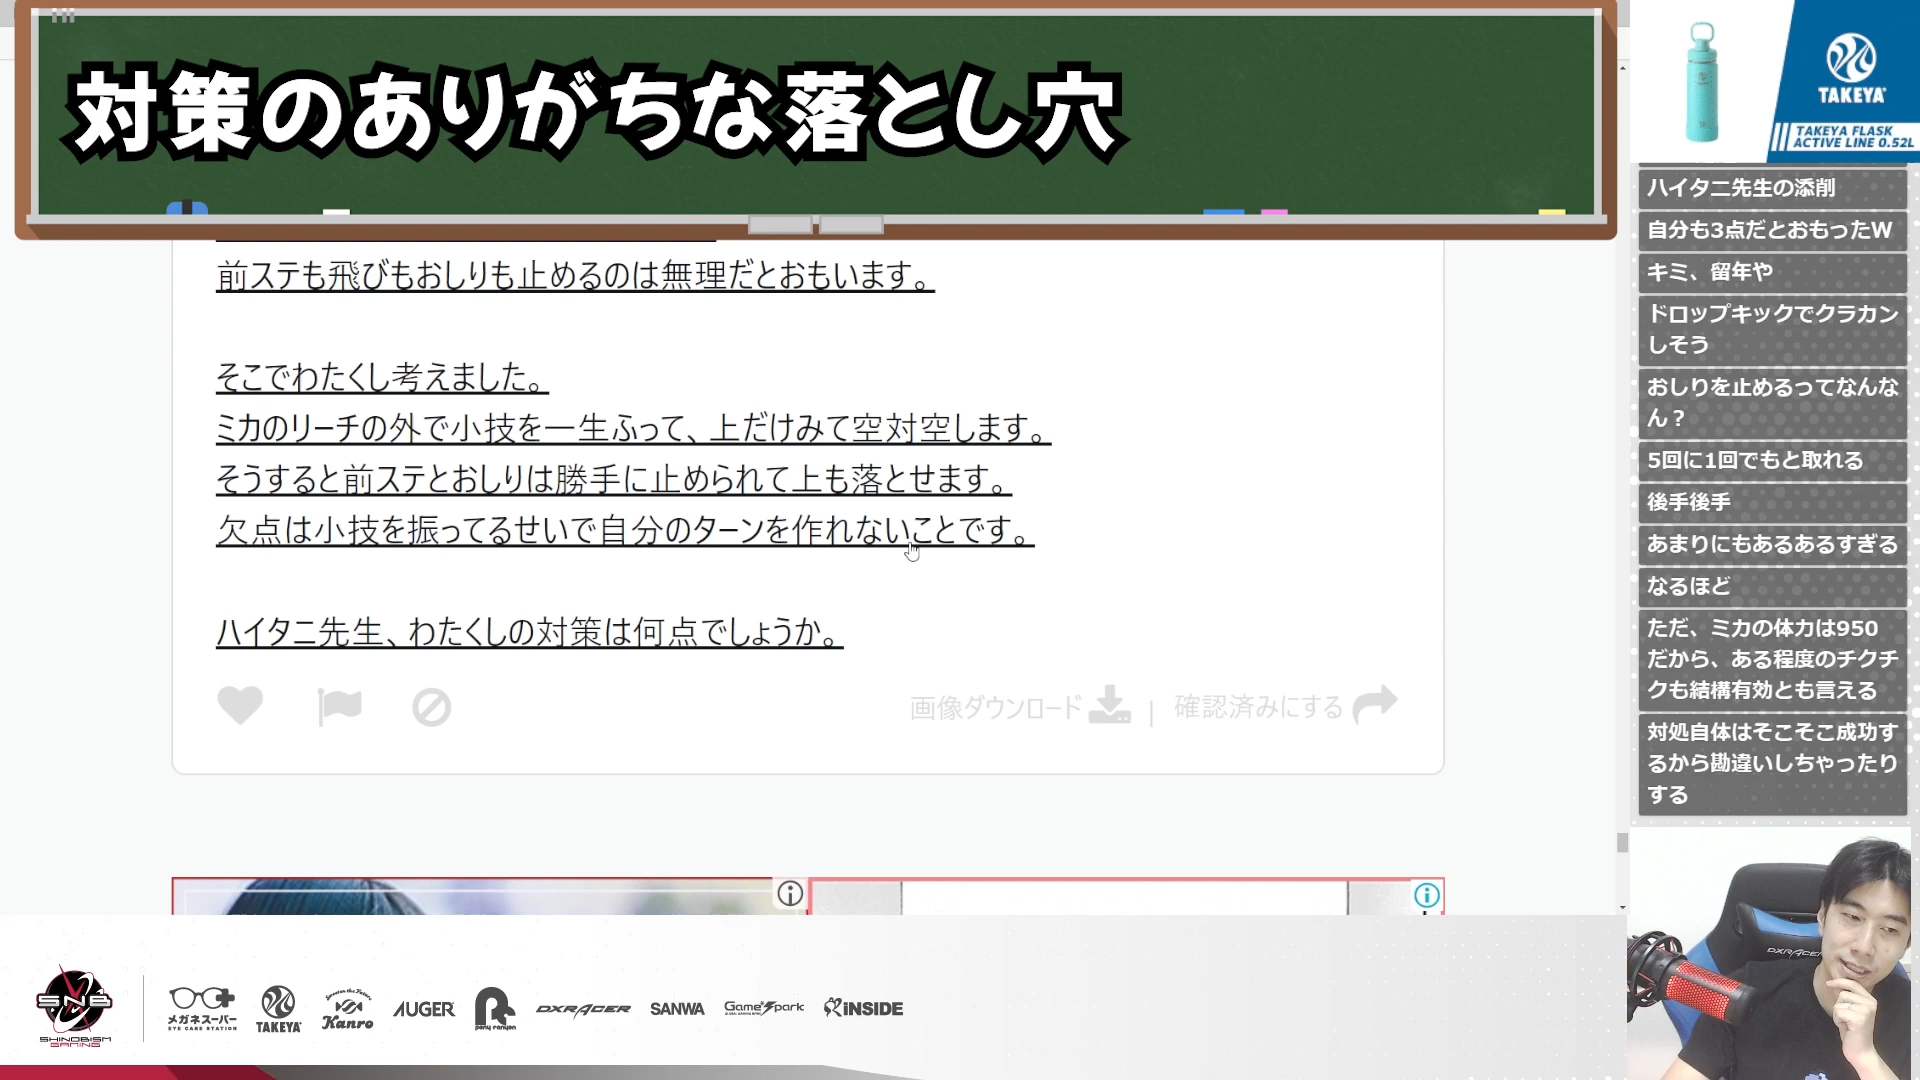 対策のありがちな落とし穴
前ステも飛びもおしりも止めるのは無理だとおもいます。
そこでわたくし考えました。
ミカのリーチの外で小技を一生ふって、上だけみて空対空します。
そうすると前ステとおしりは勝手に止められて上も落とせます。
欠点は小技を振ってるせいで自分のターンを作れないことです。
ハイタニ先生、わたくしの対策は何点でしょうか。
画像ダウンロード | 確認済みにする
TAKEYA
TAKEYA FLASK
ACTIVE LINE 0.52L
ハイタニ先生の添削
自分も3点だとおもったW
キミ、留年や
ドロップキックでクラカン
しそう
おしりを止めるってなんな
ん？
5回に1回でもと取れる
後手後手
あまりにもあるあるすぎる
なるほど
ただ、ミカの体力は950
だから、ある程度のチクチ
クも結構有効とも言える
対処自体はそこそこ成功す
るから勘違いしちゃったり
する
DXRACER
SNB
SHINOBISM
GAMING
メガネスーパー
EYE CARE STATION
TAKEYA
Kanro
AUGER
pony canyon
DXRACER
SANWA
Game*Spark
iNSIDE